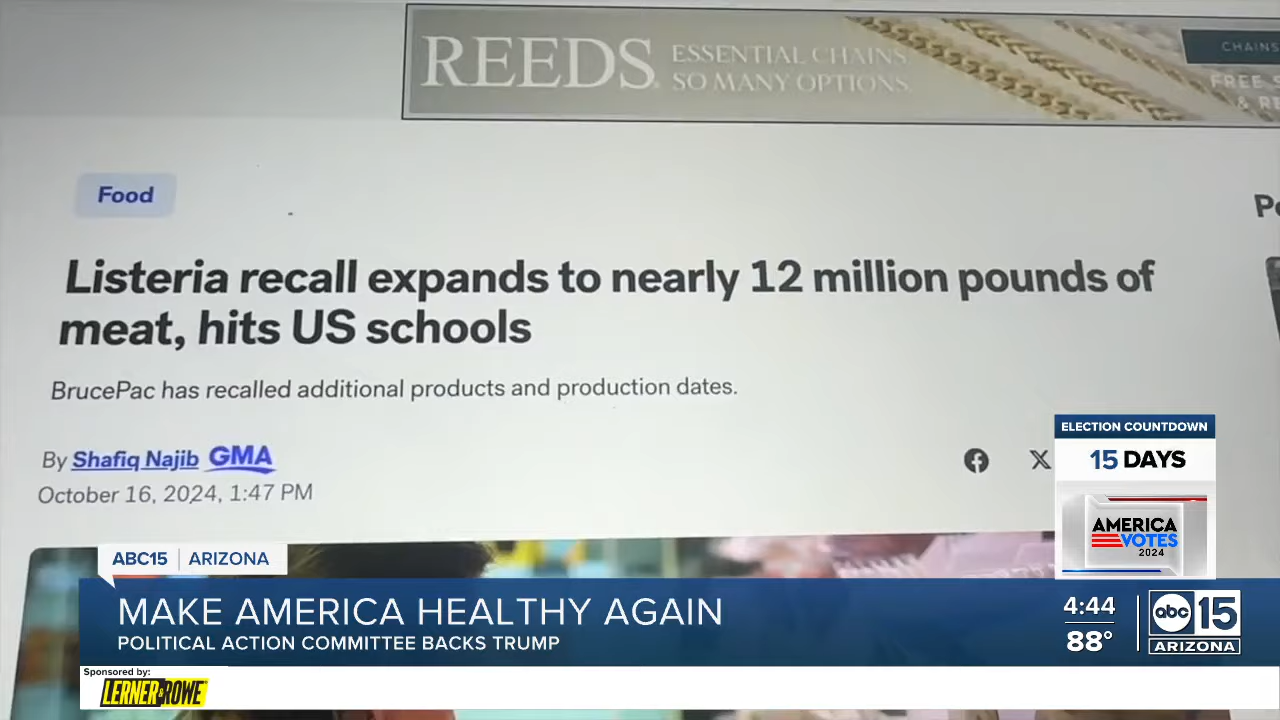 REEDS
ESSENTIAL CHAINS.
SO MANY OPTIONS.
CHAINS
FREE
Food
Listeria recall expands to nearly 12 million pounds of
meat, hits US schools
BrucePac has recalled additional products and production dates.
By Shafiq Najib GMA
October 16, 2024, 1:47 PM
ELECTION COUNTDOWN
15 DAYS
AMERICA
VOTES
2024
ABC15 | ARIZONA
MAKE AMERICA HEALTHY AGAIN
POLITICAL ACTION COMMITTEE BACKS TRUMP
4:44
88°
abc 15
ARIZONA
Sponsored by:
LERNER & ROWE